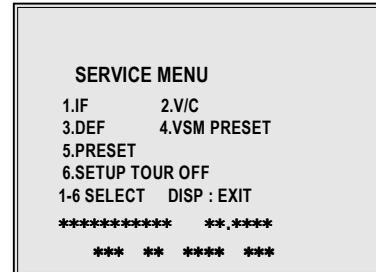 SERVICE MENU
1.IF 2.V/C
3.DEF 4.VSM PRESET
5.PRESET
6.SETUP TOUR OFF
1-6 SELECT DISP : EXIT
*********** **.****
*** ** **** ***